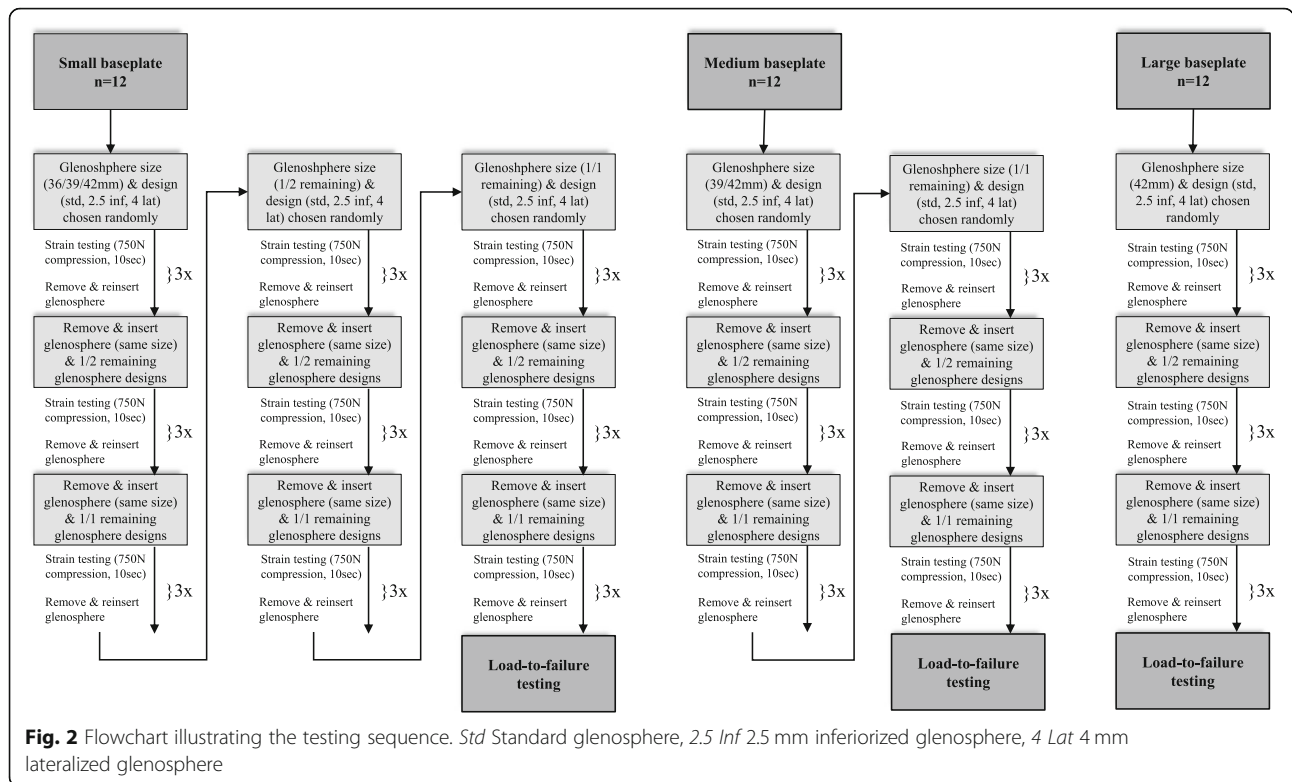 Small baseplate
n=12
Glenoshphere size
(36/39/42mm) & design
(std, 2.5 inf, 4 lat)
chosen randomly
Strain testing (750N
compression, 10sec)
}3x
Remove & reinsert
glenosphere
Remove & insert
glenosphere (same size)
& 1/2 remaining
glenosphere designs
Strain testing (750N
compression, 10sec)
}3x
Remove & reinsert
glenosphere
Remove & insert
glenosphere (same size)
& 1/1 remaining
glenosphere designs
Strain testing (750N
compression, 10sec)
}3x
Remove & reinsert
glenosphere
Glenoshphere size
(1/2 remaining) &
design (std, 2.5 inf, 4
lat) chosen randomly
Strain testing (750N
compression, 10sec)
}3x
Remove & reinsert
glenosphere
Remove & insert
glenosphere (same size)
& 1/2 remaining
glenosphere designs
Strain testing (750N
compression, 10sec)
}3x
Remove & reinsert
glenosphere
Remove & insert
glenosphere (same size)
& 1/1 remaining
glenosphere designs
Strain testing (750N
compression, 10sec)
}3x
Remove & reinsert
glenosphere
Glenoshphere size (1/1
remaining) & design
(std, 2.5 inf, 4 lat)
chosen randomly
Strain testing (750N
compression, 10sec)
}3x
Remove & reinsert
glenosphere
Remove & insert
glenosphere (same size)
& 1/2 remaining
glenosphere designs
Strain testing (750N
compression, 10sec)
}3x
Remove & reinsert
glenosphere
Remove & insert
glenosphere (same size)
& 1/1 remaining
glenosphere designs
Strain testing (750N
compression, 10sec)
}3x
Remove & reinsert
glenosphere
Load-to-failure
testing
Medium baseplate
n=12
Glenoshphere size
(39/42mm) & design
(std, 2.5 inf, 4 lat)
chosen randomly
Strain testing (750N
compression, 10sec)
}3x
Remove & reinsert
glenosphere
Remove & insert
glenosphere (same size)
& 1/2 remaining
glenosphere designs
Strain testing (750N
compression, 10sec)
}3x
Remove & reinsert
glenosphere
Remove & insert
glenosphere (same size)
& 1/1 remaining
glenosphere designs
Strain testing (750N
compression, 10sec)
}3x
Remove & reinsert
glenosphere
Glenoshphere size (1/1
remaining) & design
(std, 2.5 inf, 4 lat)
chosen randomly
Strain testing (750N
compression, 10sec)
}3x
Remove & reinsert
glenosphere
Remove & insert
glenosphere (same size)
& 1/2 remaining
glenosphere designs
Strain testing (750N
compression, 10sec)
}3x
Remove & reinsert
glenosphere
Remove & insert
glenosphere (same size)
& 1/1 remaining
glenosphere designs
Strain testing (750N
compression, 10sec)
}3x
Remove & reinsert
glenosphere
Load-to-failure
testing
Large baseplate
n=12
Glenoshphere size
(42mm) & design (std,
2.5 inf, 4 lat) chosen
randomly
Strain testing (750N
compression, 10sec)
}3x
Remove & reinsert
glenosphere
Remove & insert
glenosphere (same size)
& 1/2 remaining
glenosphere designs
Strain testing (750N
compression, 10sec)
}3x
Remove & reinsert
glenosphere
Remove & insert
glenosphere (same size)
& 1/1 remaining
glenosphere designs
Strain testing (750N
compression, 10sec)
}3x
Remove & reinsert
glenosphere
Load-to-failure
testing
Fig. 2 Flowchart illustrating the testing sequence. Std Standard glenosphere, 2.5 Inf 2.5 mm inferiorized glenosphere, 4 Lat 4 mm
lateralized glenosphere